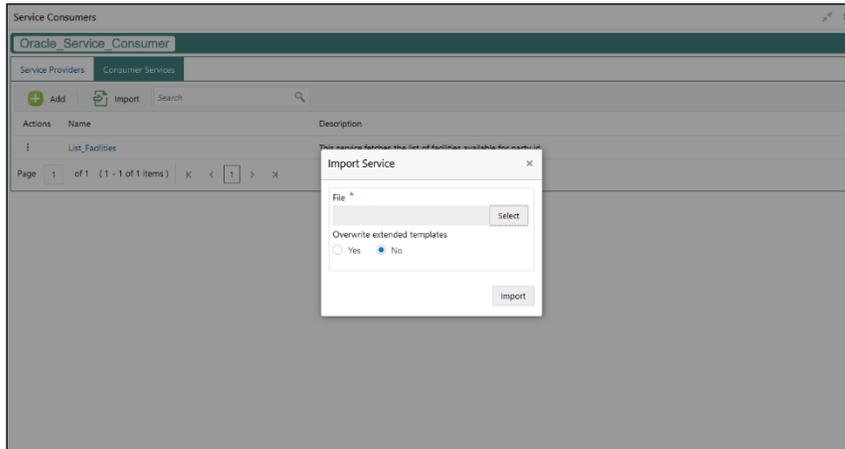 Service Consumers
Oracle_Service_Consumer
Service Providers Consumer Services
Add Import Search
Actions Name Description
List_Facilities This service fetches the list of facilities available for party id
Page 1 of 1 (1 - 1 of 1 items) K < 1 > >|
Import Service ×
File *
Select
Overwrite extended templates
Yes No
Import